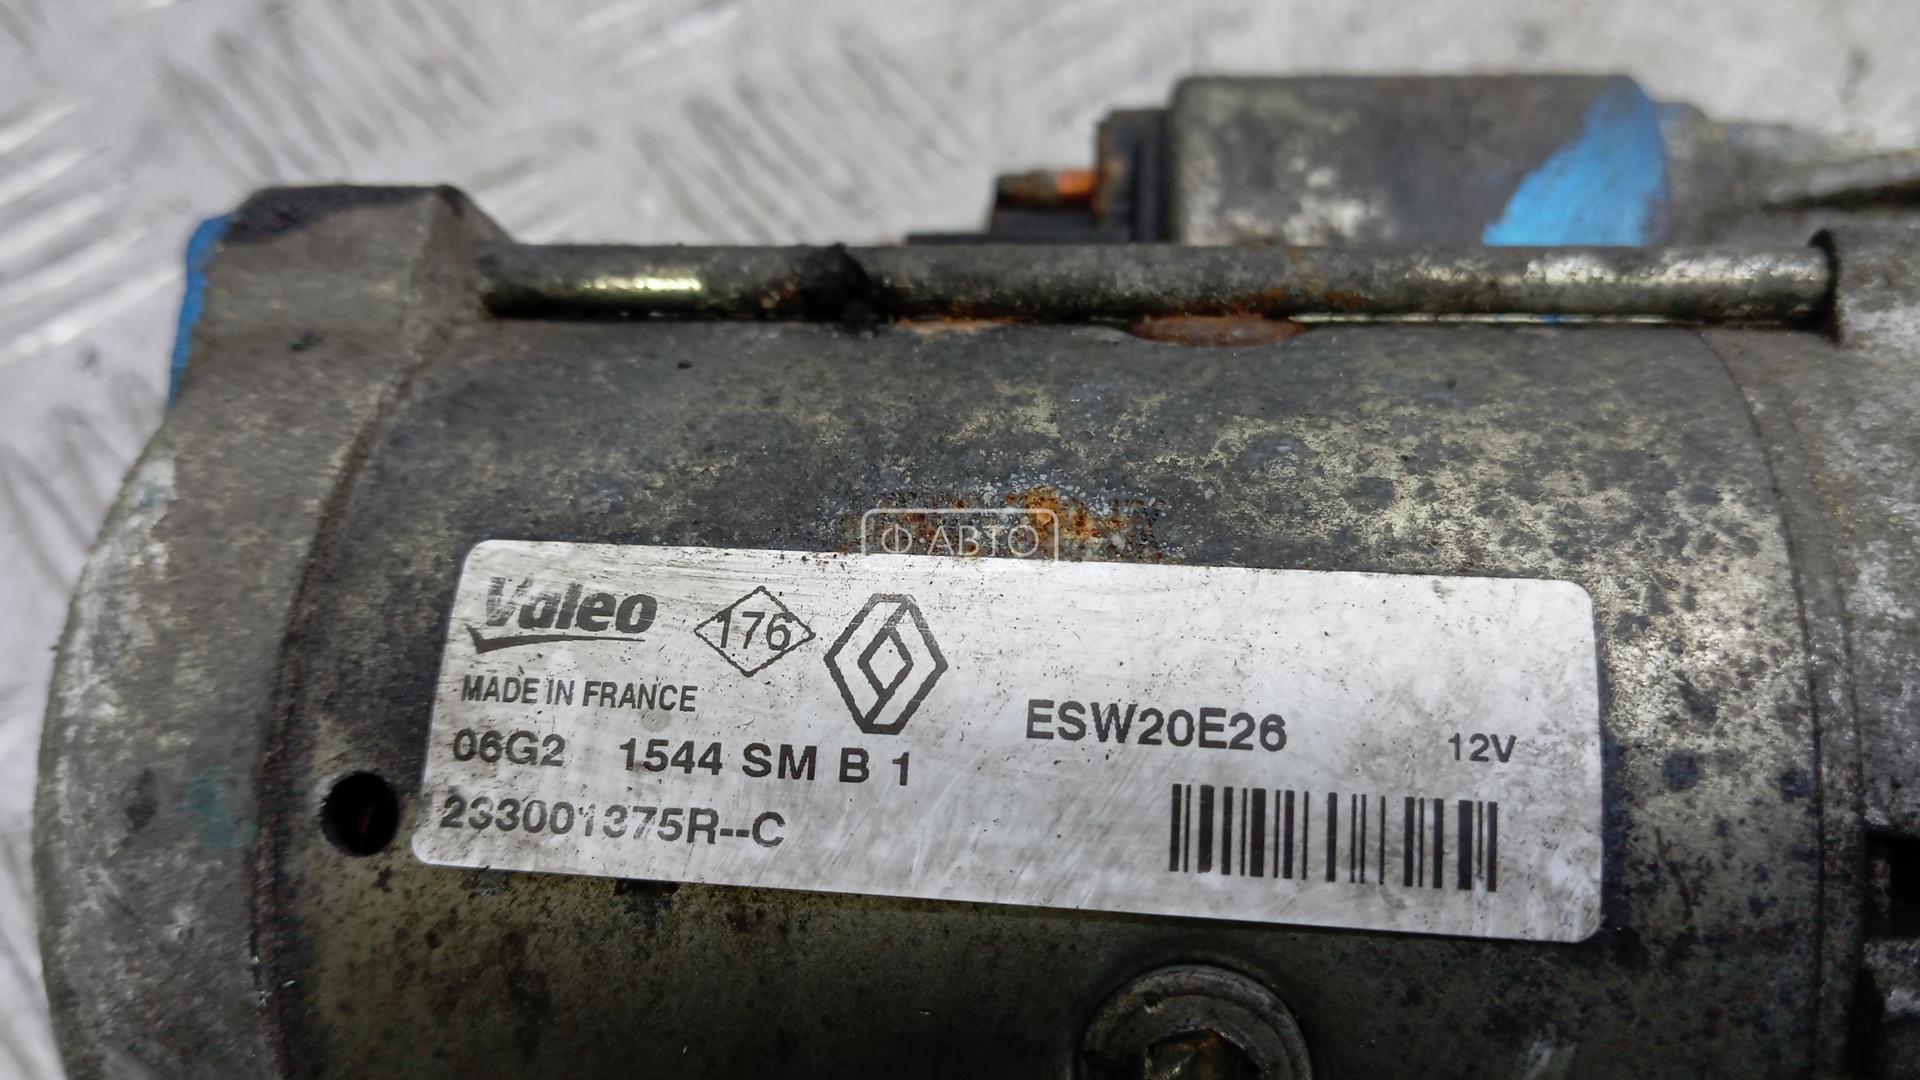 Ф АВТО
Valeo
176
MADE IN FRANCE
06G2 1544 SM B 1
ESW20E26
12V
233001375R--C